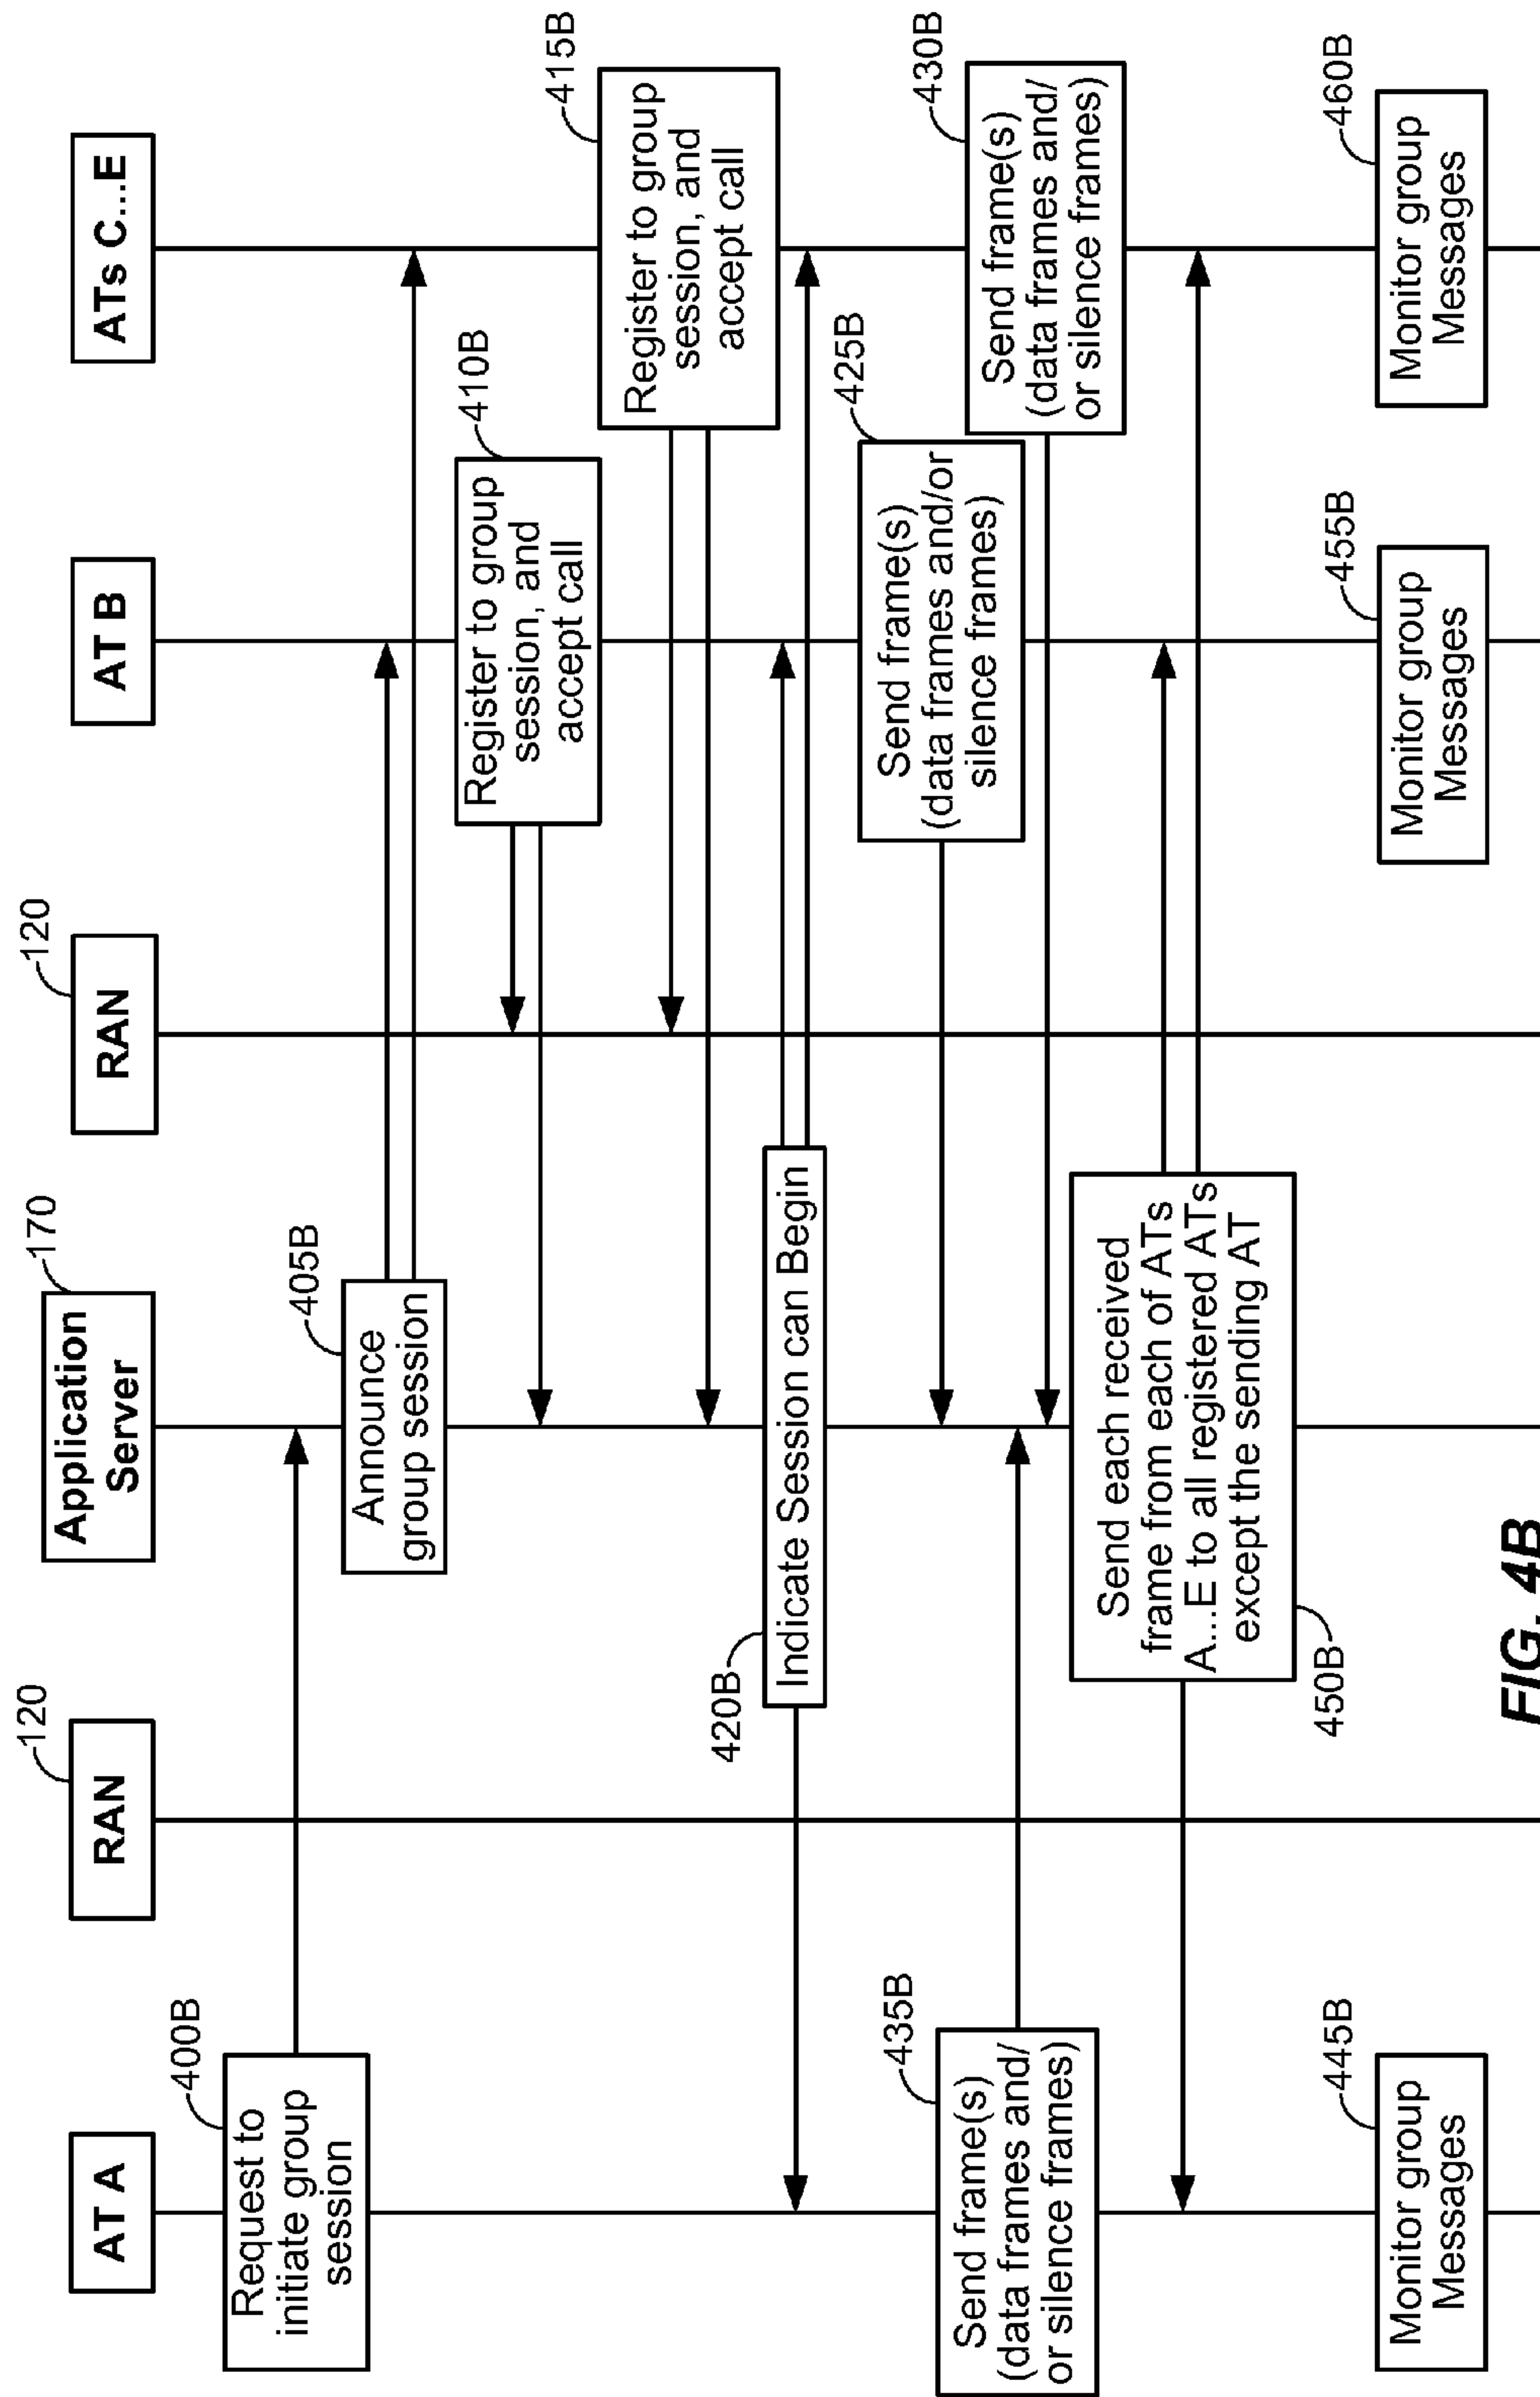 AT A
RAN
120
Application
Server
170
RAN
120
AT B
ATs C...E
Request to
initiate group
session
400B
Announce
group session
405B
Register to group
session, and
accept call
410B
Register to group
session, and
accept call
415B
Indicate Session can Begin
420B
Send frame(s)
(data frames and/or
silence frames)
425B
Send frame(s)
(data frames and/
or silence frames)
430B
Send frame(s)
(data frames and/
or silence frames)
435B
Send each received
frame from each of ATs
A...E to all registered ATs
except the sending AT
450B
Monitor group
Messages
445B
Monitor group
Messages
455B
Monitor group
Messages
460B
FIG. 4B